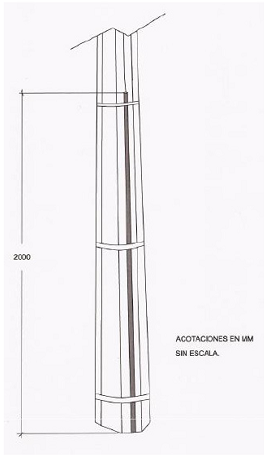 2000
ACOTACIONES EN MM
SIN ESCALA.